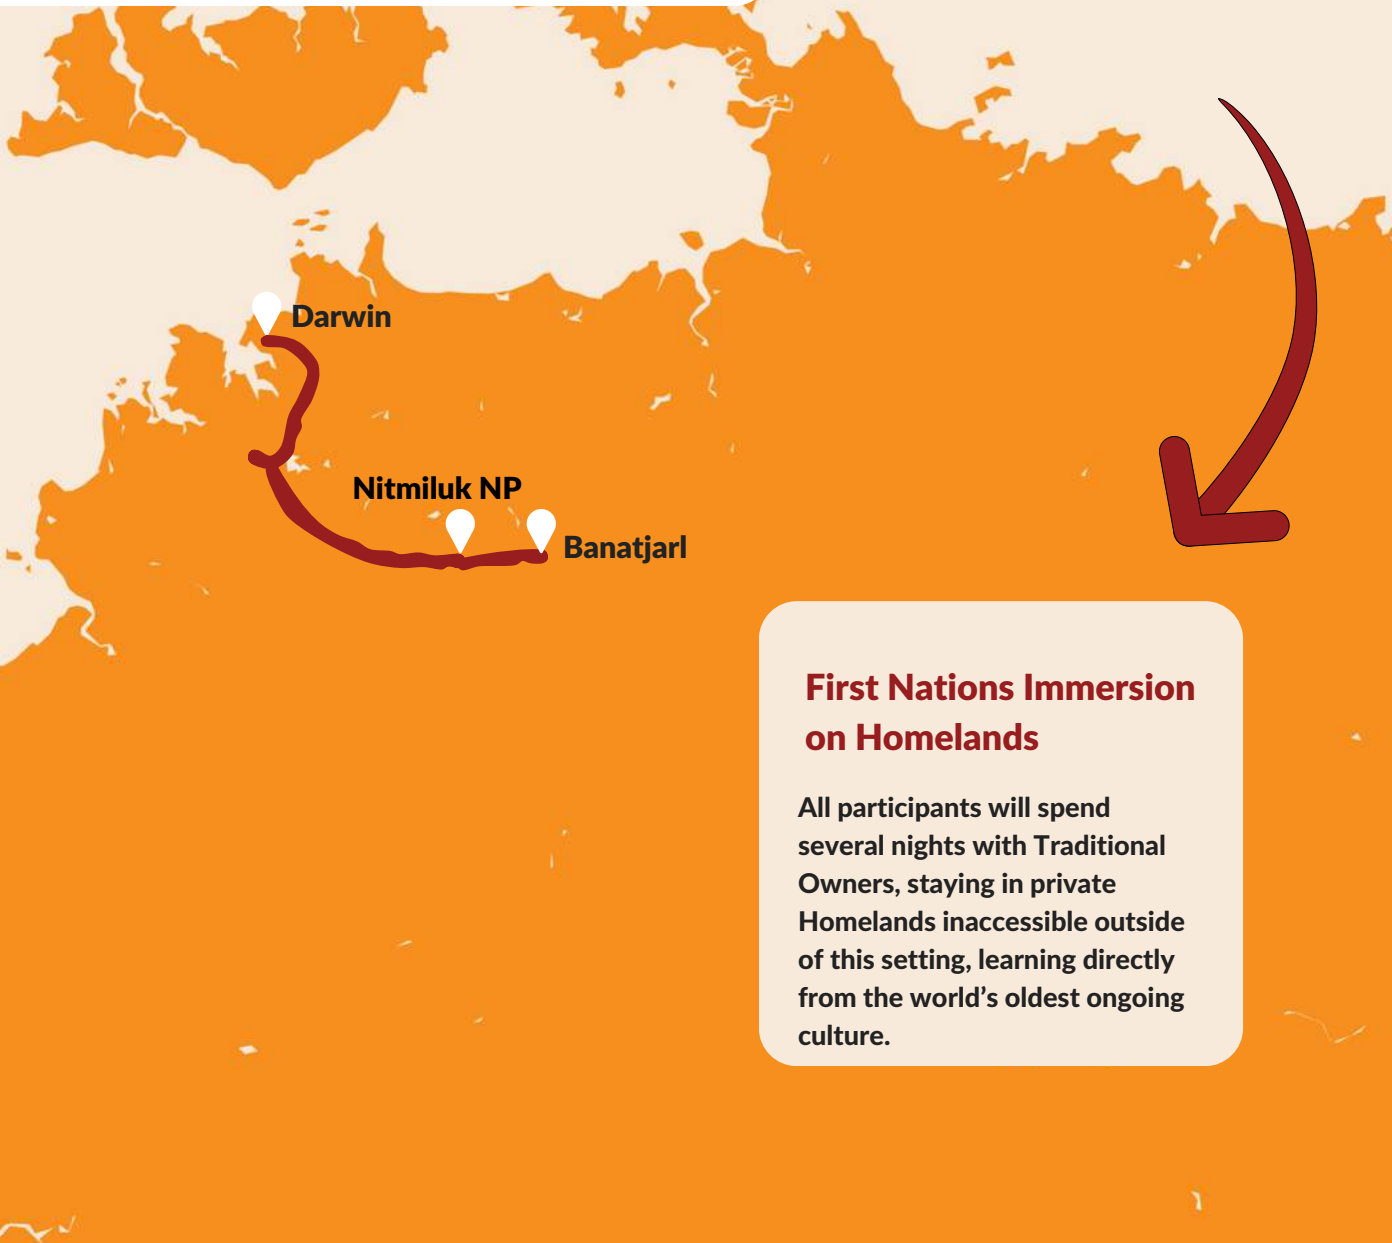 Darwin
Nitmiluk NP
Banatjarl
First Nations Immersion
on Homelands
All participants will spend
several nights with Traditional
Owners, staying in private
Homelands inaccessible outside
of this setting, learning directly
from the world’s oldest ongoing
culture.